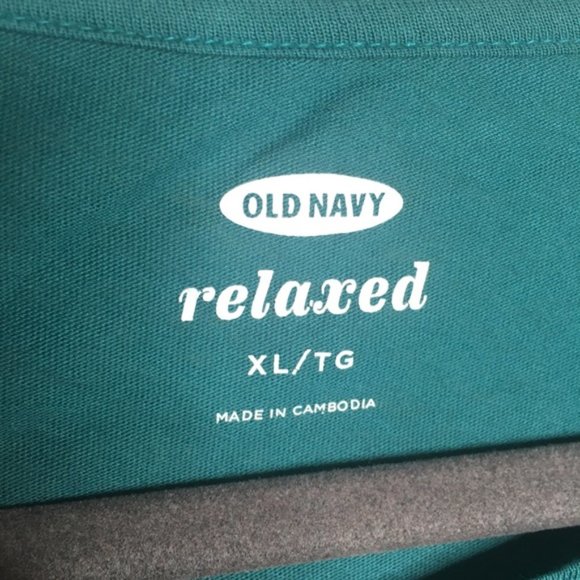 OLD NAVY
relaxed
XL/TG
MADE IN CAMBODIA